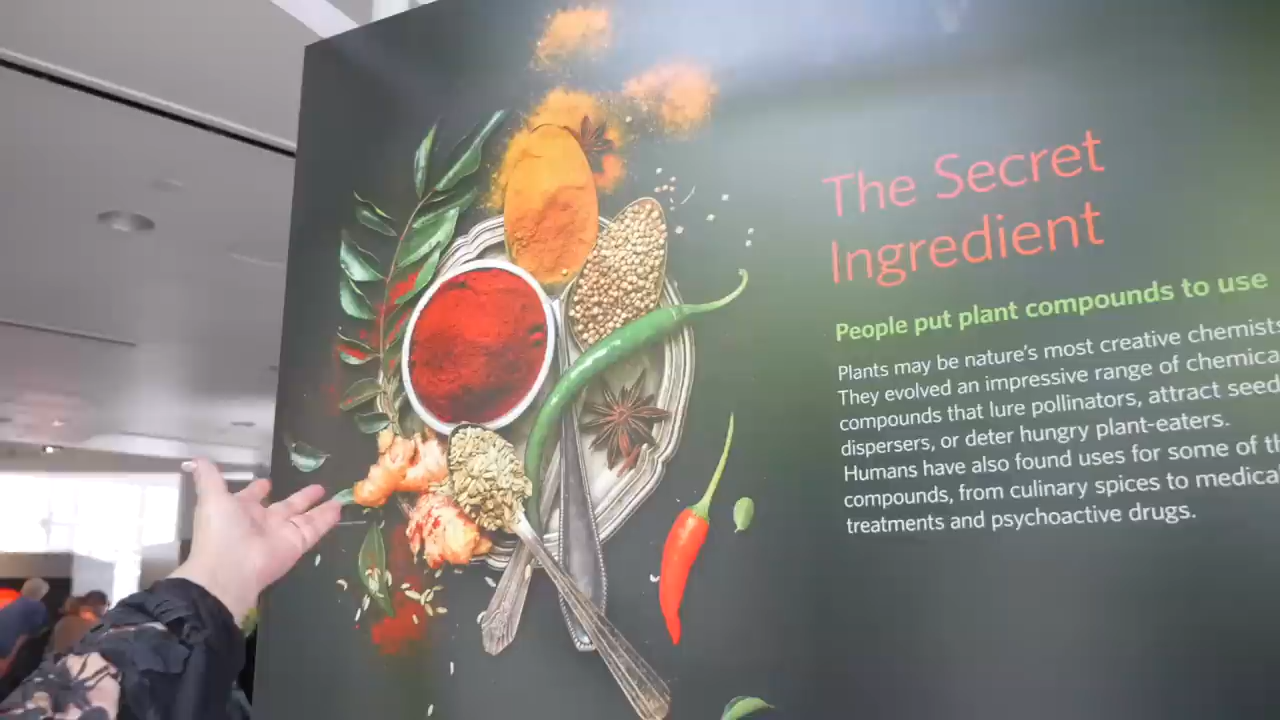 The Secret
Ingredient
People put plant compounds to use
Plants may be nature's most creative
They evolved an impressive range of
compounds that lure pollinators, attract seed
dispersers, or deter hungry plant-eaters.
Humans have also found uses for some of
compounds, from culinary spices to
treatments and psychoactive drugs.